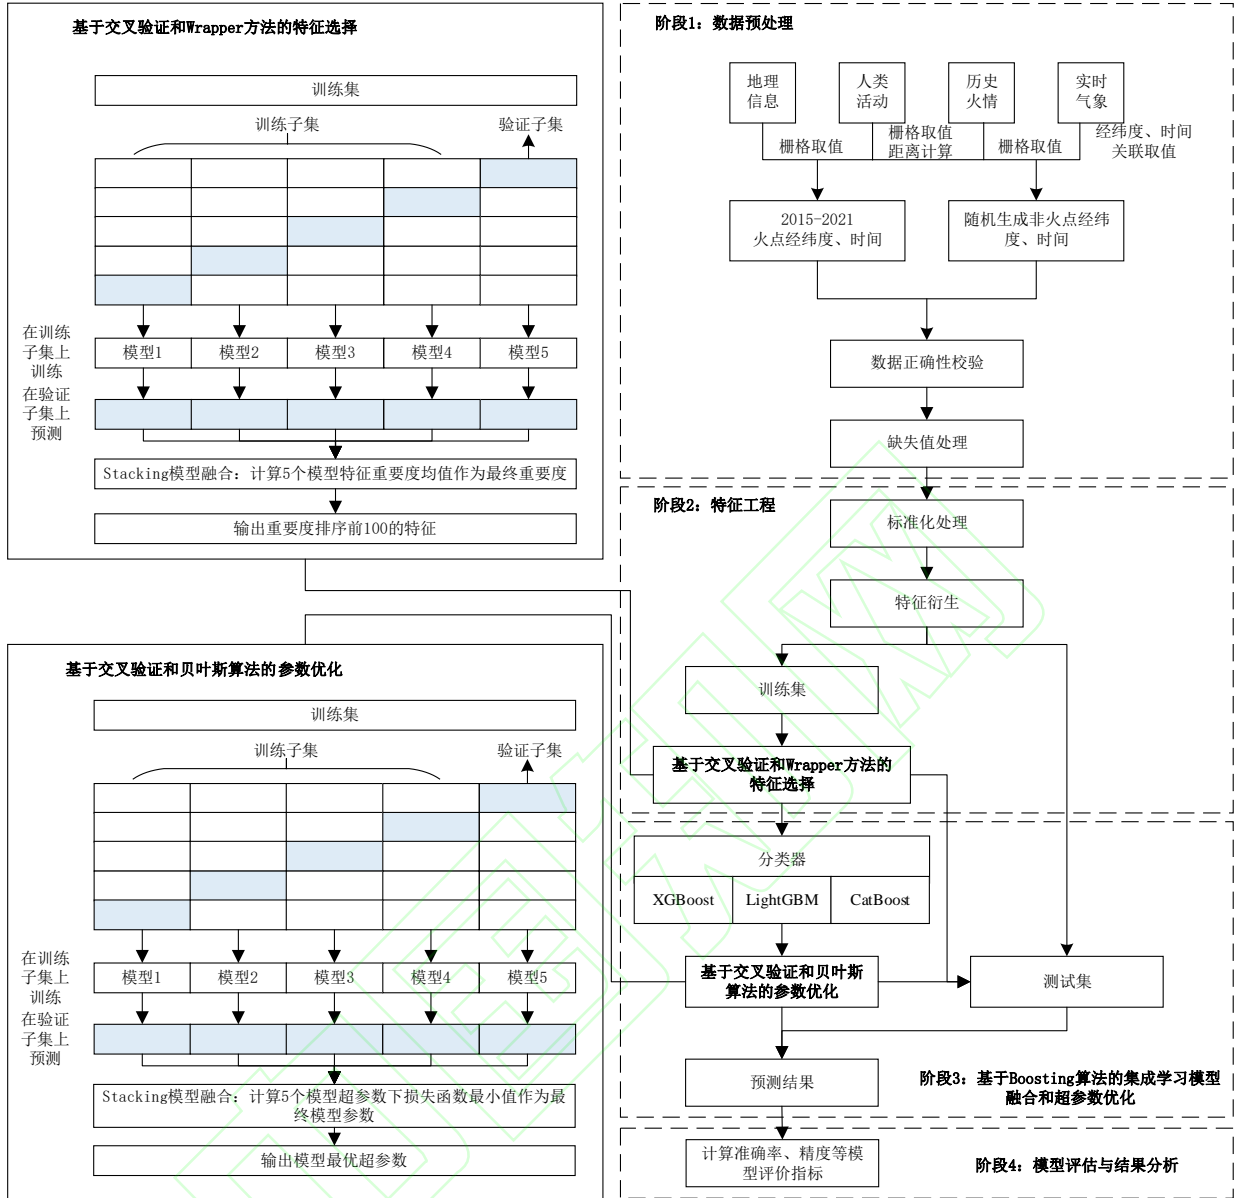 基于交叉验证和Wrapper方法的特征选择
训练集
训练子集
验证子集
在训练
子集上
训练
模型1
模型2
模型3
模型4
模型5
在验证
子集上
预测
Stacking模型融合：计算5个模型特征重要度均值作为最终重要度
输出重要度排序前100的特征
基于交叉验证和贝叶斯算法的参数优化
训练集
训练子集
验证子集
在训练
子集上
训练
模型1
模型2
模型3
模型4
模型5
在验证
子集上
预测
Stacking模型融合：计算5个模型超参数下损失函数最小值作为最
终模型参数
输出模型最优超参数
阶段1：数据预处理
地理
信息
人类
活动
历史
火情
实时
气象
栅格取值
栅格取值
距离计算
栅格取值
经纬度、时间
关联取值
2015-2021
火点经纬度、时间
随机生成非火点经纬
度、时间
数据正确性校验
缺失值处理
阶段2：特征工程
标准化处理
特征衍生
训练集
基于交叉验证和Wrapper方法的
特征选择
分类器
XGBoost
LightGBM
CatBoost
基于交叉验证和贝叶斯
算法的参数优化
测试集
预测结果
阶段3：基于Boosting算法的集成学习模型
融合和超参数优化
计算准确率、精度等模
型评价指标
阶段4：模型评估与结果分析